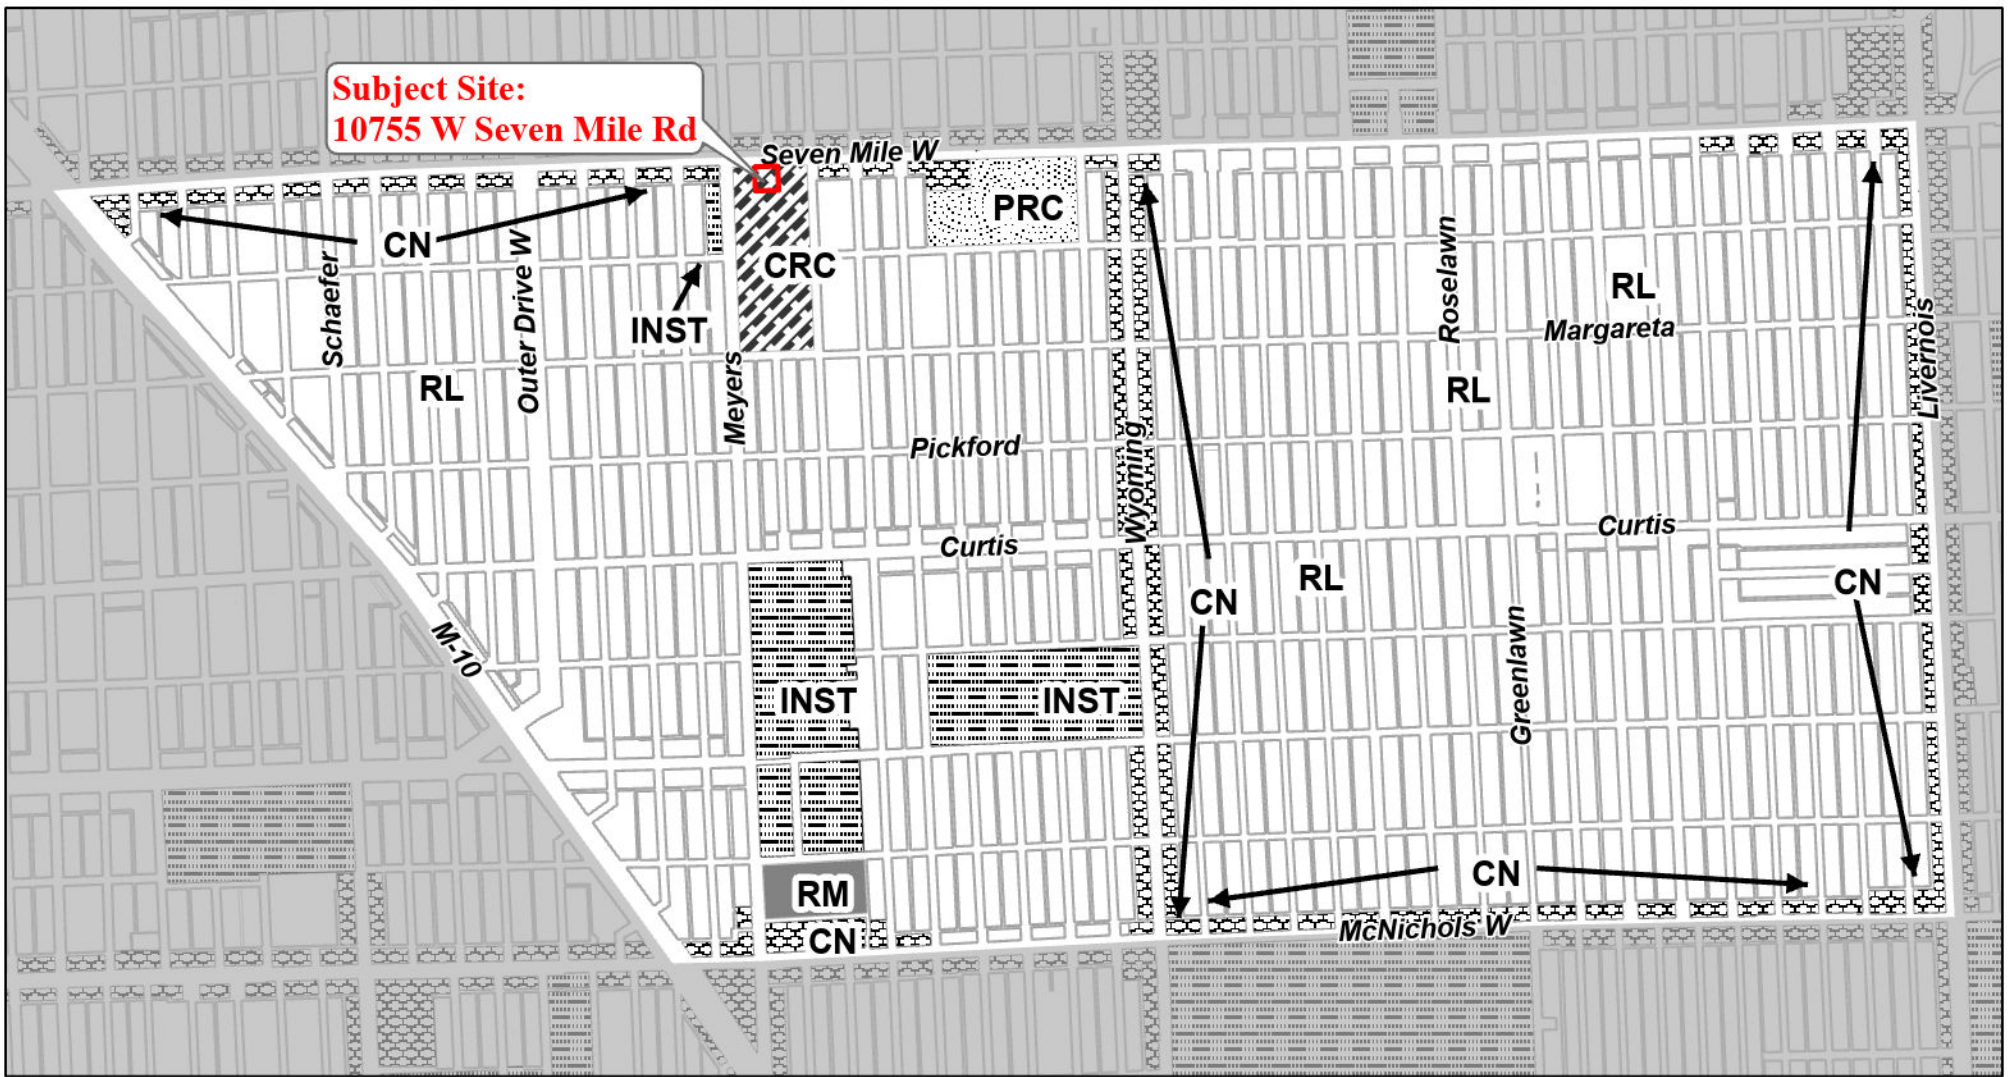 Subject Site:
10755 W Seven Mile Rd
Seven Mile W
PRC
CN
CRC
INST
Schaefer
Outer Drive W
Meyers
RL
Roselawn
RL
Margareta
Livernois
RL
Pickford
Wyoming
Curtis
Curtis
RL
CN
CN
M-10
INST
INST
Greenlawn
RM
CN
CN
McNichols W